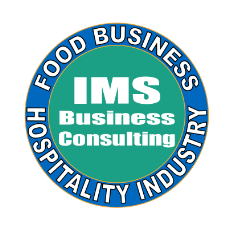 FOOD BUSINESS
IMS
Business
Consulting
HOSPITALITY INDUSTRY